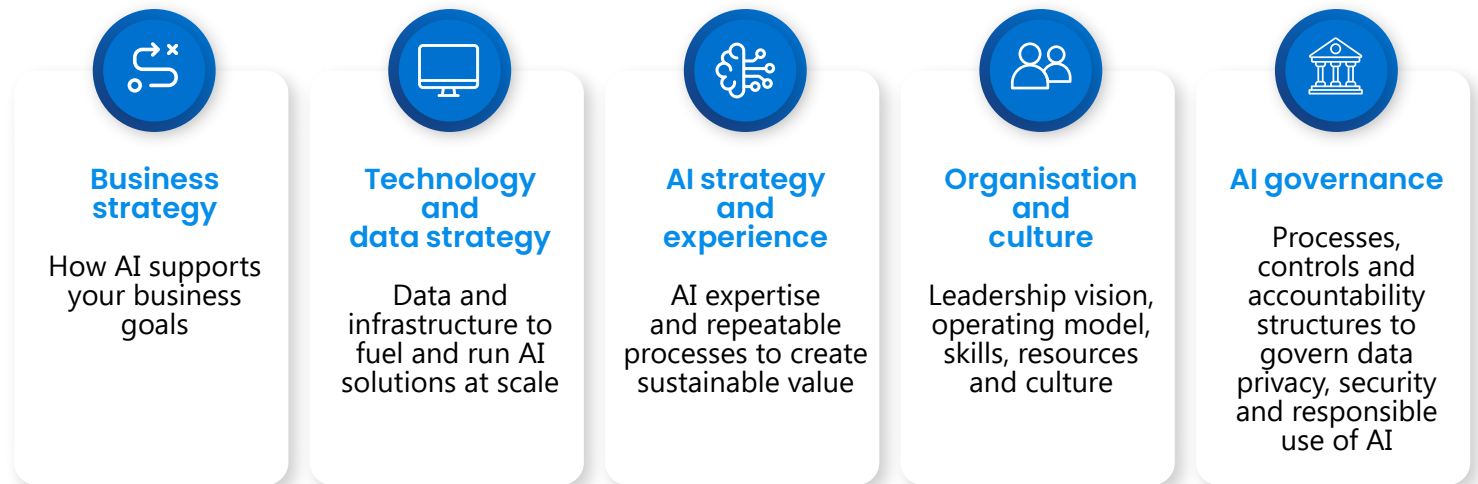 Business
strategy
How AI supports
your business
goals
Technology
and
data strategy
Data and
infrastructure to
fuel and run AI
solutions at scale
AI strategy
and
experience
AI expertise
and repeatable
processes to create
sustainable value
Organisation
and
culture
Leadership vision,
operating model,
skills, resources
and culture
AI governance
Processes,
controls and
accountability
structures to
govern data
privacy, security
and responsible
use of AI